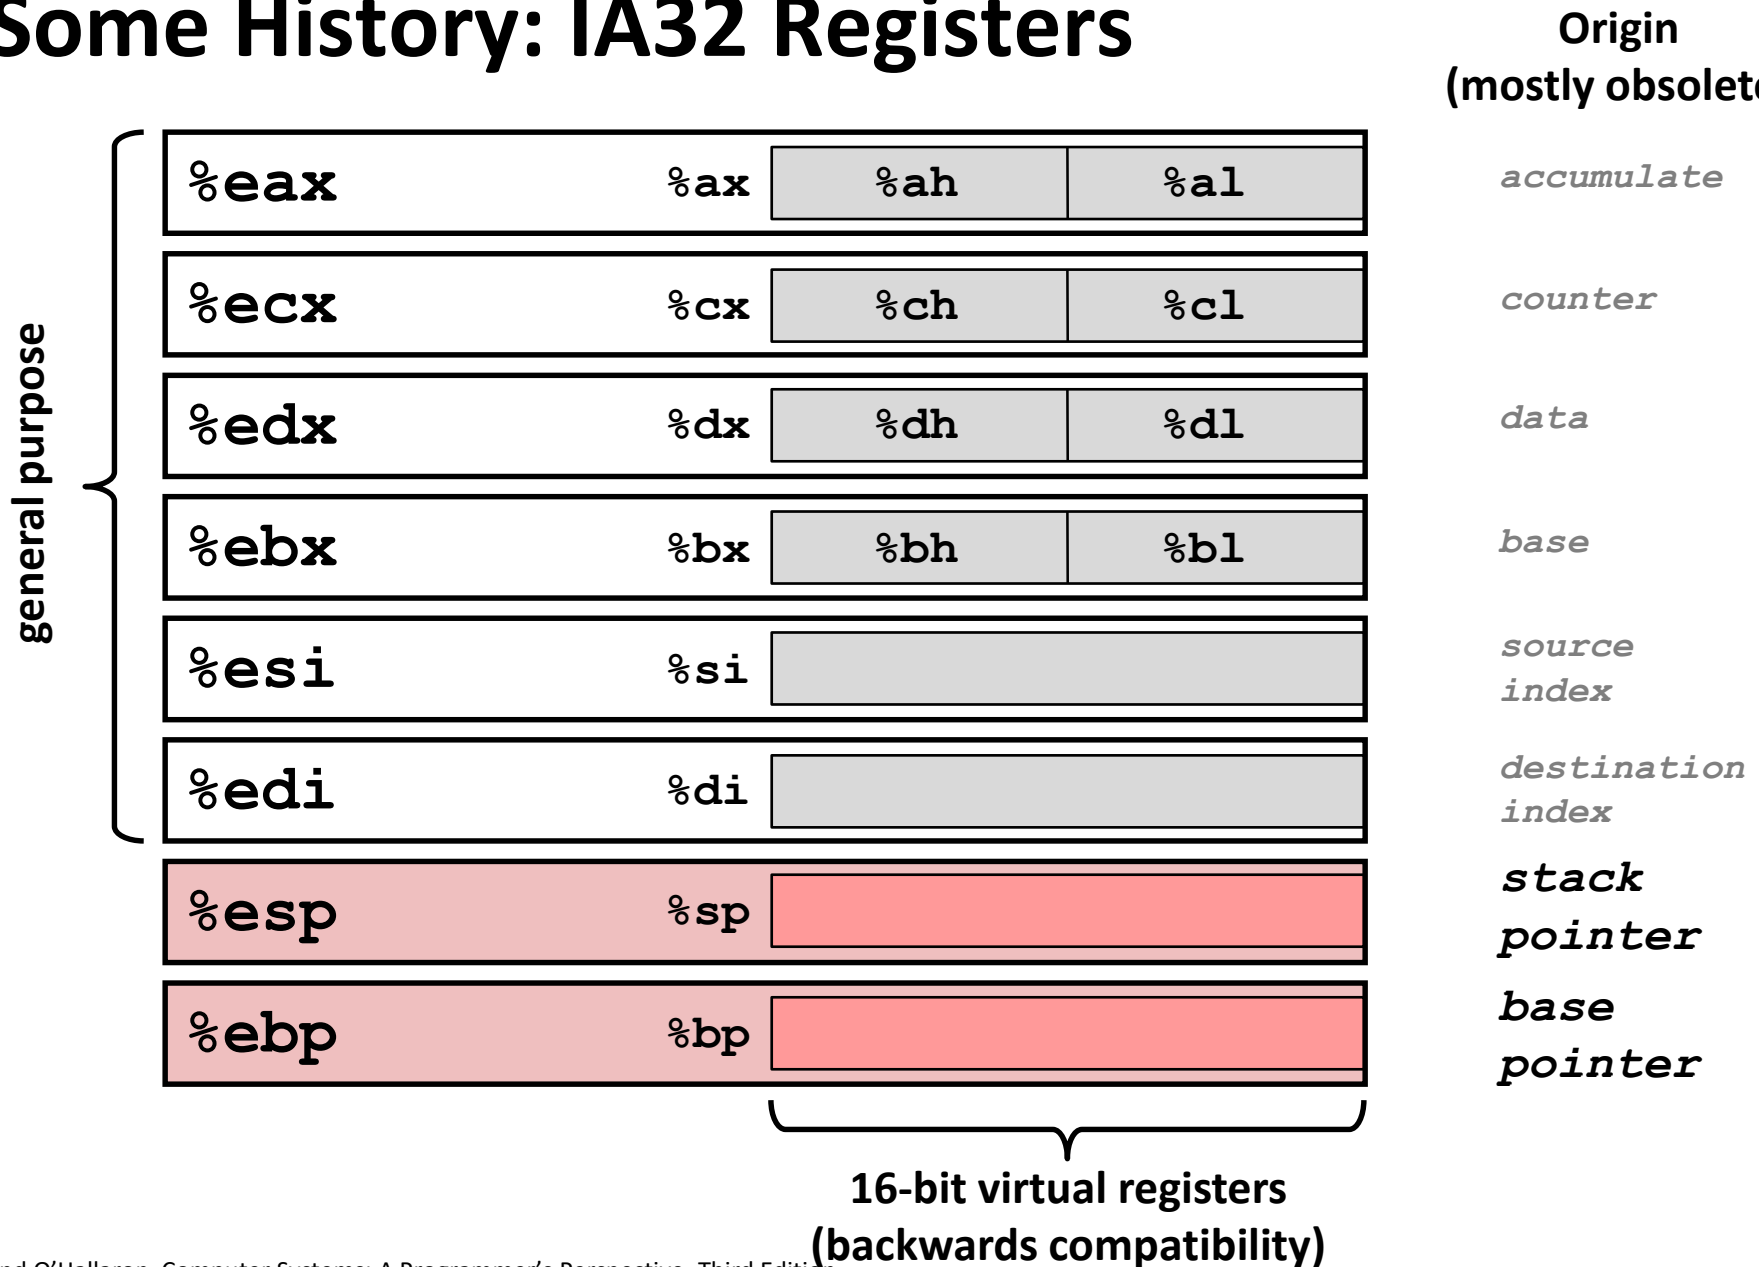 Some History: IA32 Registers
Origin
(mostly obsolete
general purpose
%eax %ax %ah %al accumulate
%ecx %cx %ch %cl counter
%edx %dx %dh %dl data
%ebx %bx %bh %bl base
%esi %si source
index
%edi %di destination
index
%esp %sp stack
pointer
%ebp %bp base
pointer
16-bit virtual registers
(backwards compatibility)
O'Hallaron, Computer Systems: A Programmer's Perspective, Third Edition